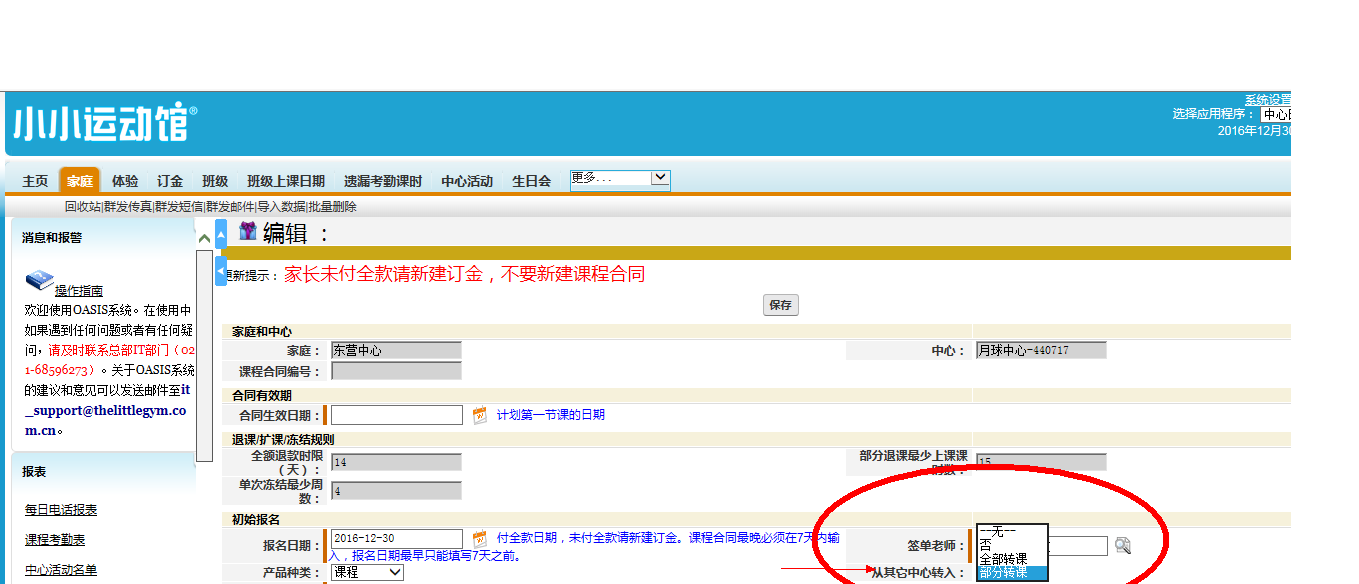 小小运动馆®
系统设置
选择应用程序：
2016年12月30
主页 家庭 体验 订金 班级 班级上课日期 遗漏考勤课时 中心活动 生日会 更多...
回收站|群发传真|群发短信|群发邮件|导入数据|批量删除
消息和报警
操作指南
欢迎使用OASIS系统。在使用中
如果遇到任何问题或者有任何疑
问，请及时联系总部IT部门（02
1-68596273）。关于OASIS系统
的建议和意见可以发送邮件至it
_support@thelittlegym.co
m.cn。
报表
每日电话报表
课程考勤表
中心活动名单
编辑 ：
更新提示：家长未付全款请新建订金，不要新建课程合同
保存
家庭和中心
家庭： 东营中心 中心： 月球中心-440717
课程合同编号：
合同有效期
合同生效日期： 计划第一节课的日期
退课/扩课/冻结规则
全额退款时限
（天）： 14 部分退课最少上课课
时数： 15
单次冻结最少周
数： 4
初始报名
报名日期： 2016-12-30 付全款日期，未付全款请新建订金。课程合同最晚必须在7天内输
入，报名日期最早只能填写7天之前。
签单老师：
产品种类： 课程 从其它中心转入：
--无--
否
全部转课
部分转课